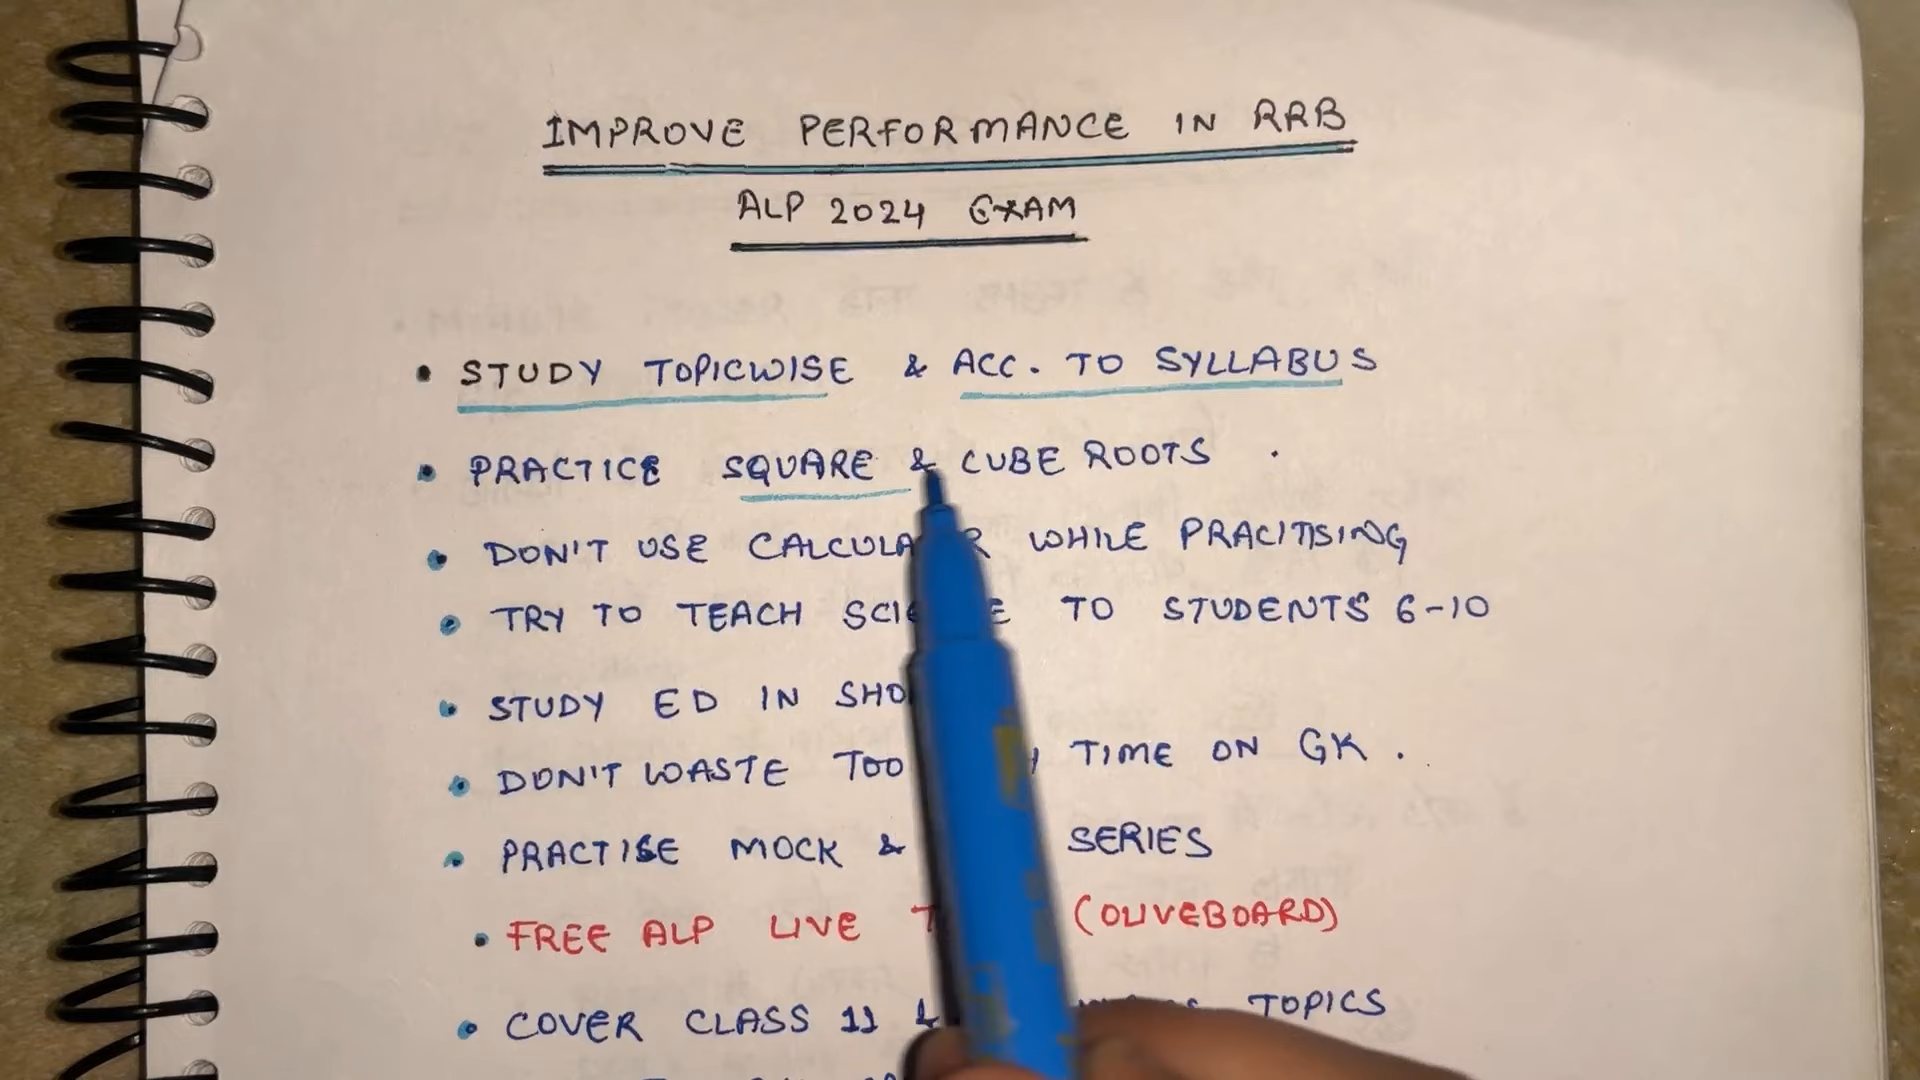 IMPROVE PERFORMANCE IN RRB
ALP 2024 EXAM
• STUDY TOPICWISE & ACC. TO SYLLABUS
• PRACTICE SQUARE & CUBE ROOTS .
• DON'T USE WHILE PRACITISING
• TRY TO TEACH TO STUDENTS 6-10
• STUDY ED IN
• DON'T WASTE TOO TIME ON GK .
• PRACTISE MOCK & SERIES
• FREE ALP LIVE (OLIVEBOARD)
• COVER CLASS 11 & TOPICS